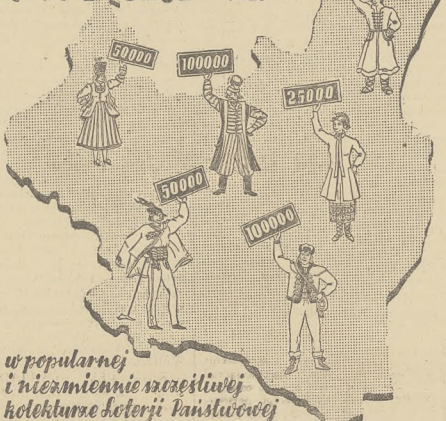 50000
100000
25000
50000
100000
w popularnej
i niezmiennie szczęśliwej
kolekturze Loterji Państwowej